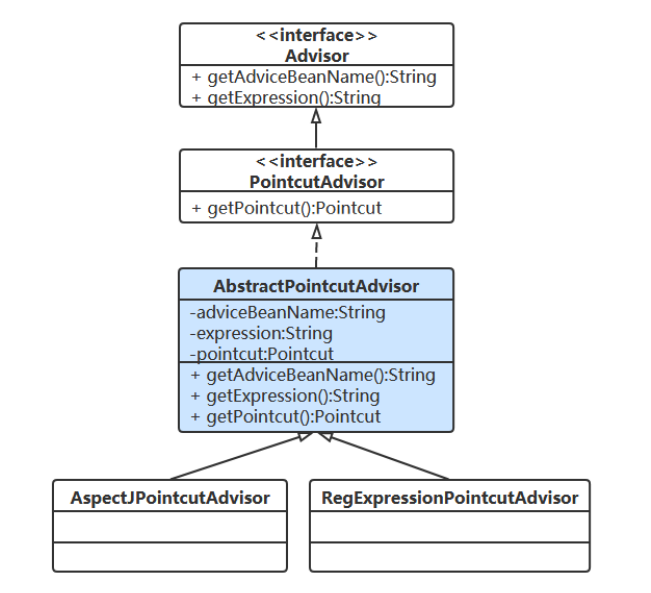 <<interface>>
Advisor
+ getAdviceBeanName():String
+ getExpression():String
<<interface>>
PointcutAdvisor
+ getPointcut():Pointcut
AbstractPointcutAdvisor
-adviceBeanName:String
-expression:String
-pointcut:Pointcut
+ getAdviceBeanName():String
+ getExpression():String
+ getPointcut():Pointcut
AspectJPointcutAdvisor
RegExpressionPointcutAdvisor